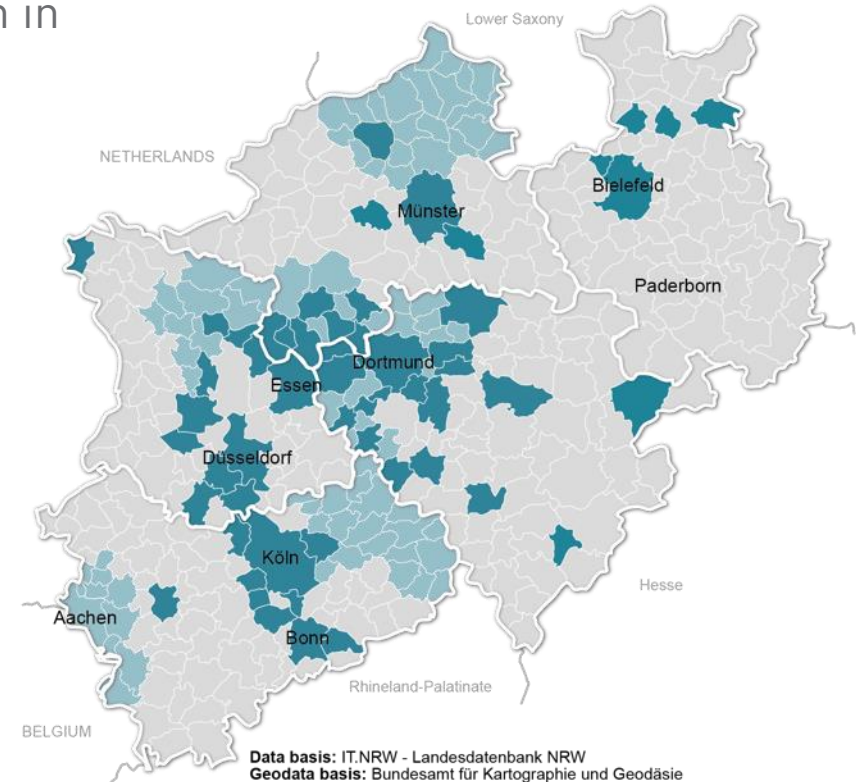 n in
Lower Saxony
NETHERLANDS
Bielefeld
Münster
Paderborn
Dortmund
Essen
Düsseldorf
Köln
Hesse
Aachen
Bonn
Rhineland-Palatinate
BELGIUM
Data basis: IT.NRW - Landesdatenbank NRW
Geodata basis: Bundesamt für Kartographie und Geodäsie